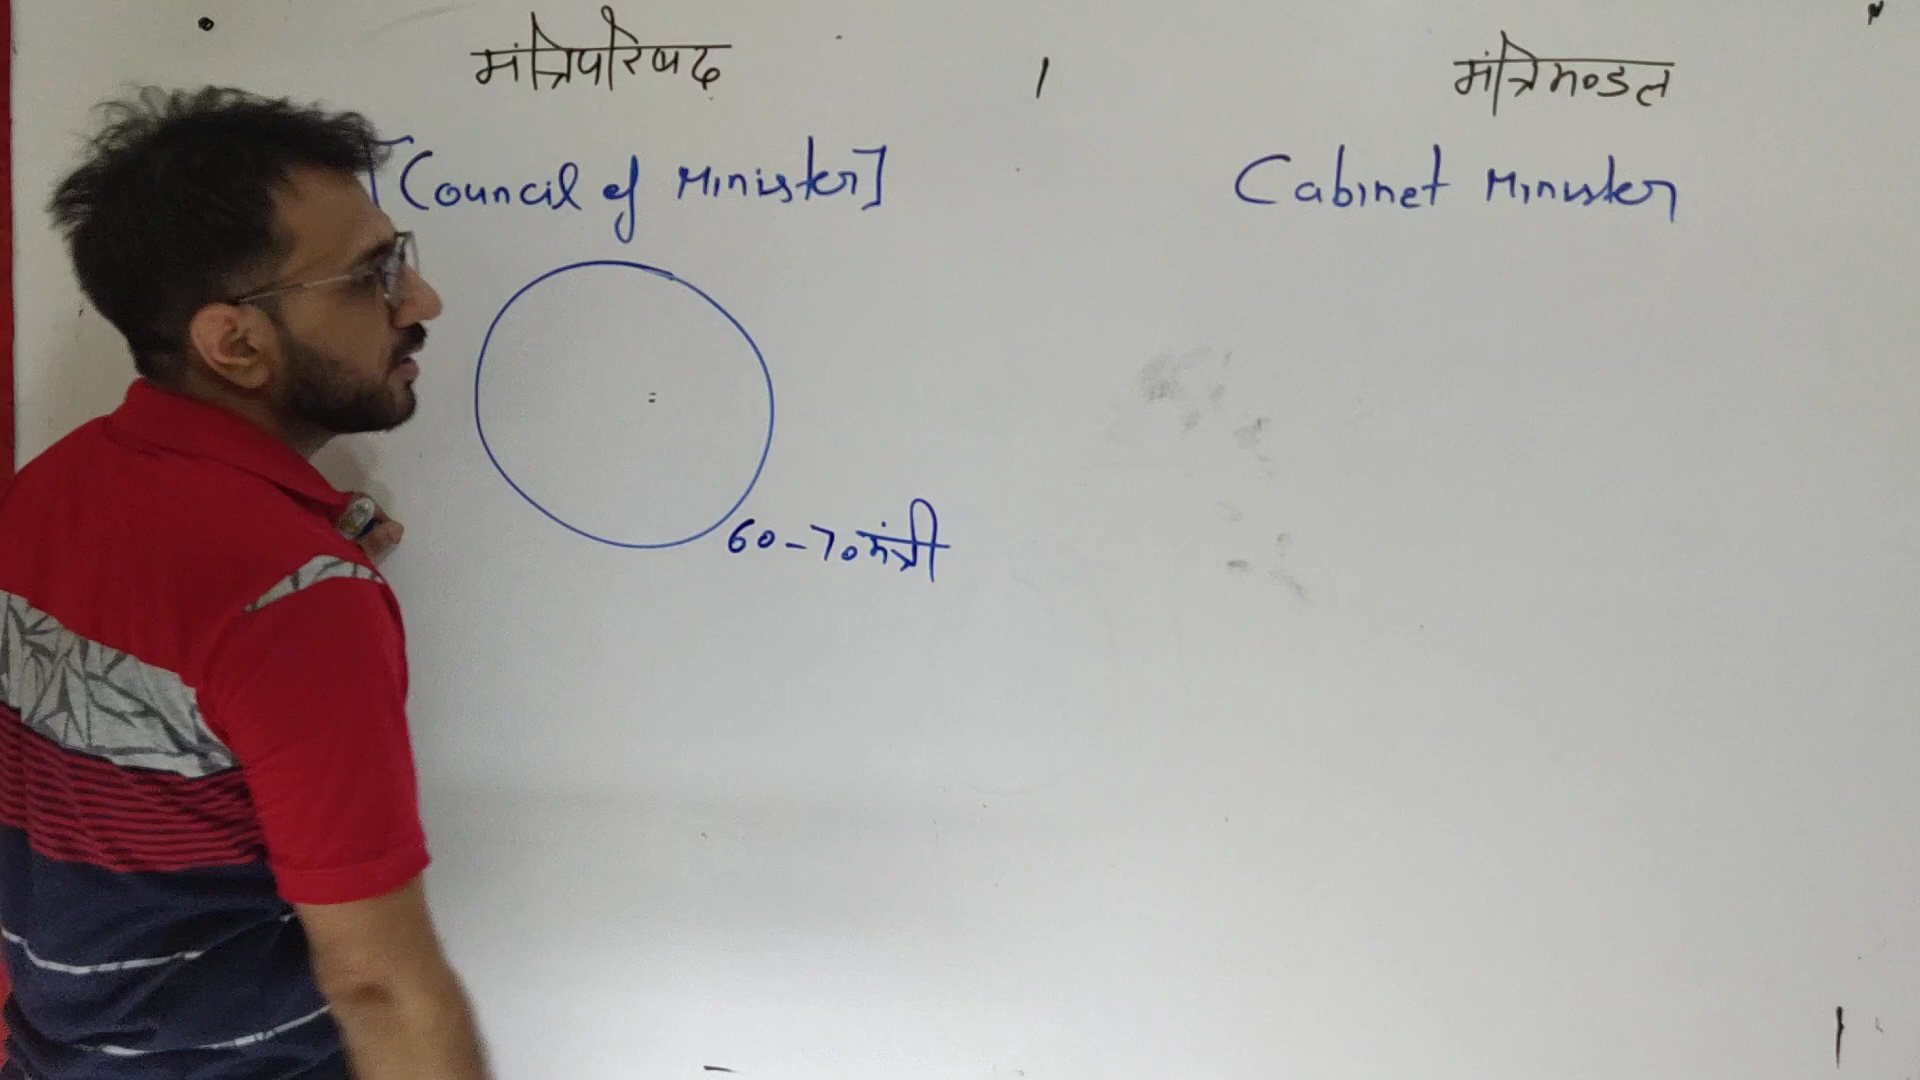 मंत्रिपरिषद
मंत्रिमण्डल
[Council of Minister]
Cabinet Minister
60-70 मंत्री